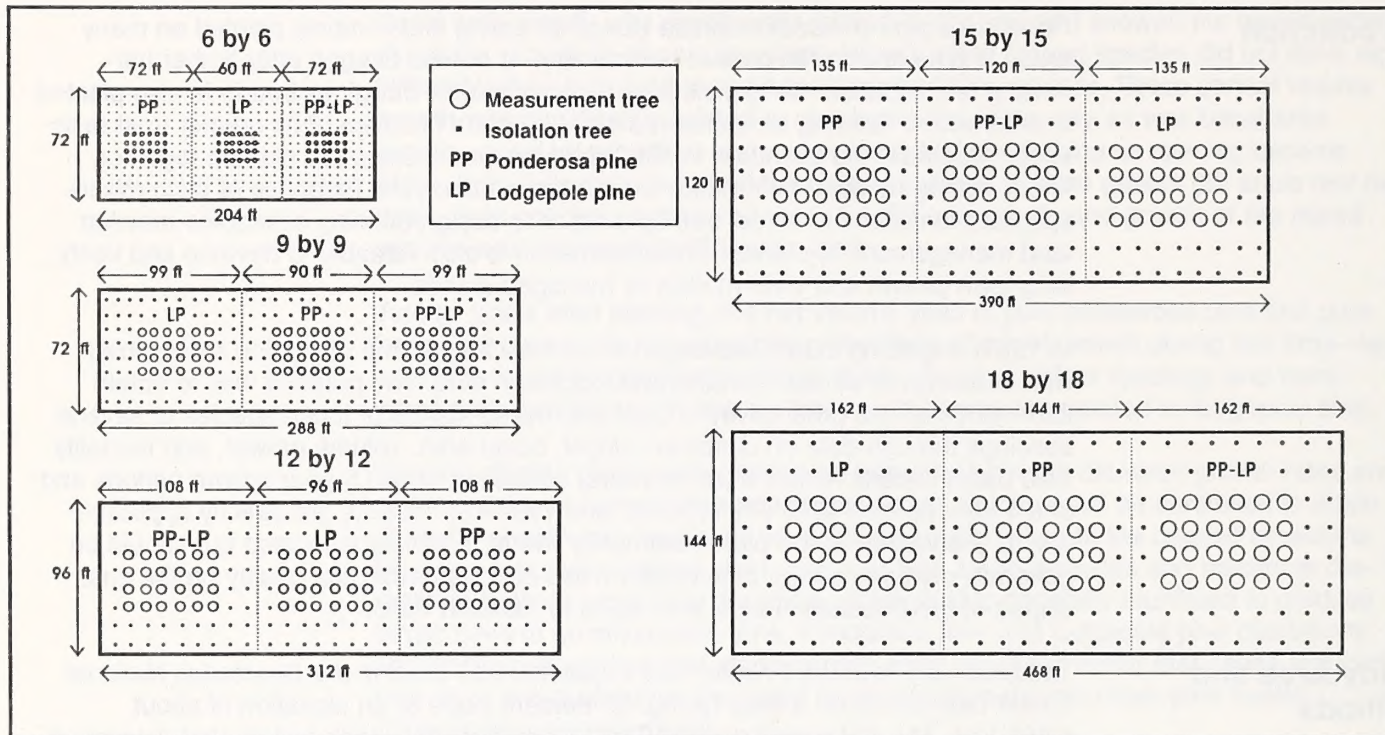 6 by 6
72 ft 60 ft 72 ft
PP LP PP-LP
72 ft
204 ft
Measurement tree
Isolation tree
PP Ponderosa pine
LP Lodgepole pine
9 by 9
99 ft 90 ft 99 ft
LP PP PP-LP
72 ft
288 ft
12 by 12
108 ft 96 ft 108 ft
PP-LP LP PP
96 ft
312 ft
15 by 15
135 ft 120 ft 135 ft
PP PP-LP LP
120 ft
390 ft
18 by 18
162 ft 144 ft 162 ft
LP PP PP-LP
144 ft
468 ft